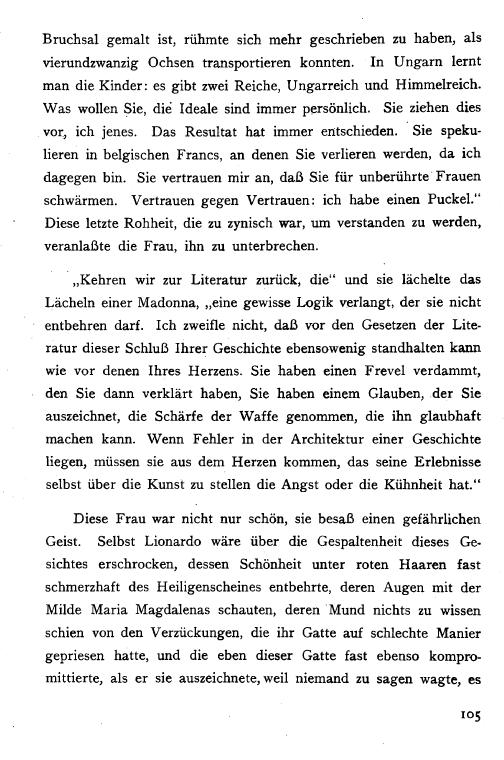 Bruchsal gemalt ist, rühmte sich mehr geschrieben zu haben, als
vierundzwanzig Ochsen transportieren konnten. In Ungarn lernt
man die Kinder: es gibt zwei Reiche, Ungarreich und Himmelreich.
Was wollen Sie, die Ideale sind immer persönlich. Sie ziehen dies
vor, ich jenes. Das Resultat hat immer entschieden. Sie speku-
lieren in belgischen Francs, an denen Sie verlieren werden, da ich
dagegen bin. Sie vertrauen mir an, daß Sie für unberührte Frauen
schwärmen. Vertrauen gegen Vertrauen: ich habe einen Puckel.“
Diese letzte Rohheit, die zu zynisch war, um verstanden zu werden,
veranlaßte die Frau, ihn zu unterbrechen.
„Kehren wir zur Literatur zurück, die“ und sie lächelte das
Lächeln einer Madonna, „eine gewisse Logik verlangt, der sie nicht
entbehren darf. Ich zweifle nicht, daß vor den Gesetzen der Lite-
ratur dieser Schluß Ihrer Geschichte ebensowenig standhalten kann
wie vor denen Ihres Herzens. Sie haben einen Frevel verdammt,
den Sie dann verklärt haben, Sie haben einem Glauben, der Sie
auszeichnet, die Schärfe der Waffe genommen, die ihn glaubhaft
machen kann. Wenn Fehler in der Architektur einer Geschichte
liegen, müssen sie aus dem Herzen kommen, das seine Erlebnisse
selbst über die Kunst zu stellen die Angst oder die Kühnheit hat.“
Diese Frau war nicht nur schön, sie besaß einen gefährlichen
Geist. Selbst Lionardo wäre über die Gespaltenheit dieses Ge-
sichtes erschrocken, dessen Schönheit unter roten Haaren fast
schmerzhaft des Heiligenscheines entbehrte, deren Augen mit der
Milde Maria Magdalenas schauten, deren Mund nichts zu wissen
schien von den Verzückungen, die ihr Gatte auf schlechte Manier
gepriesen hatte, und die eben dieser Gatte fast ebenso kompro-
mittierte, als er sie auszeichnete, weil niemand zu sagen wagte, es
105